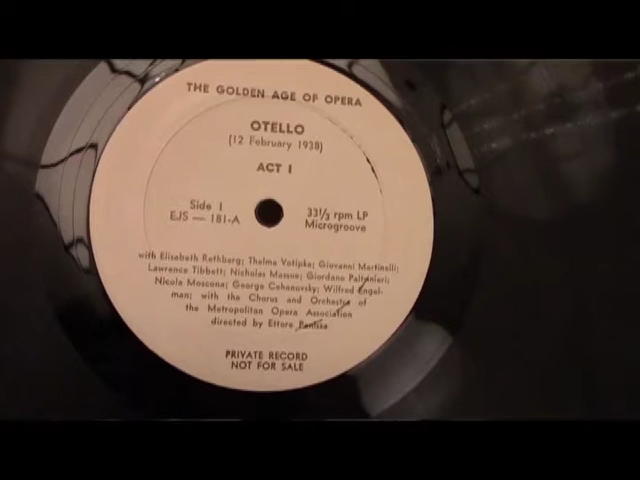 THE GOLDEN AGE OF OPERA
OTELLO
(12 February 1938)
ACT I
Side 1
EJS — 181-A
33⅓ rpm LP
Microgroove
with Elisabeth Rethberg; Thelma Votipka; Giovanni Martinelli;
Lawrence Tibbett; Nicholas Massue; Giordano Paltrinieri;
Nicola Moscona; George Cehanovsky; Wilfred Engel-
man; with the Chorus and Orchestra of
the Metropolitan Opera Association
directed by Ettore Panizza
PRIVATE RECORD
NOT FOR SALE